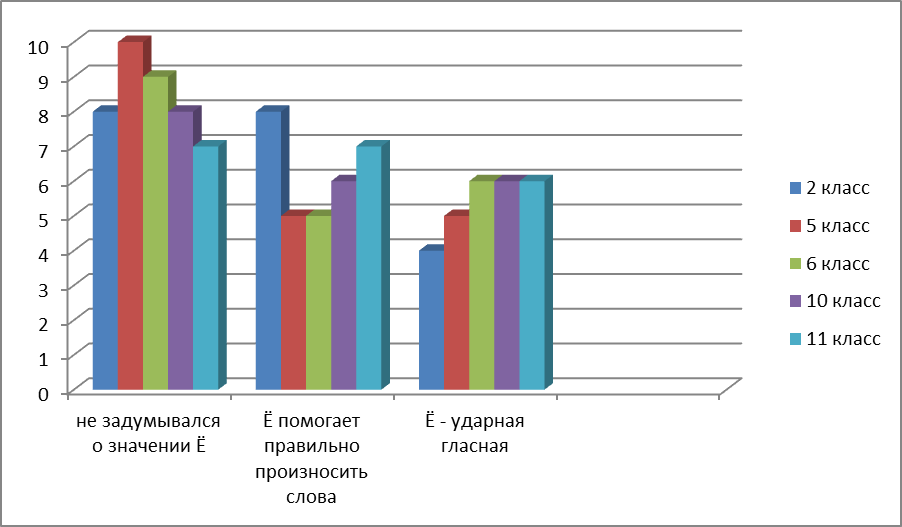 10
9
8
7
6
5
4
3
2
1
0
не задумывался
о значении Ё
Ё помогает
правильно
произносить
слова
Ё - ударная
гласная
2 класс
5 класс
6 класс
10 класс
11 класс